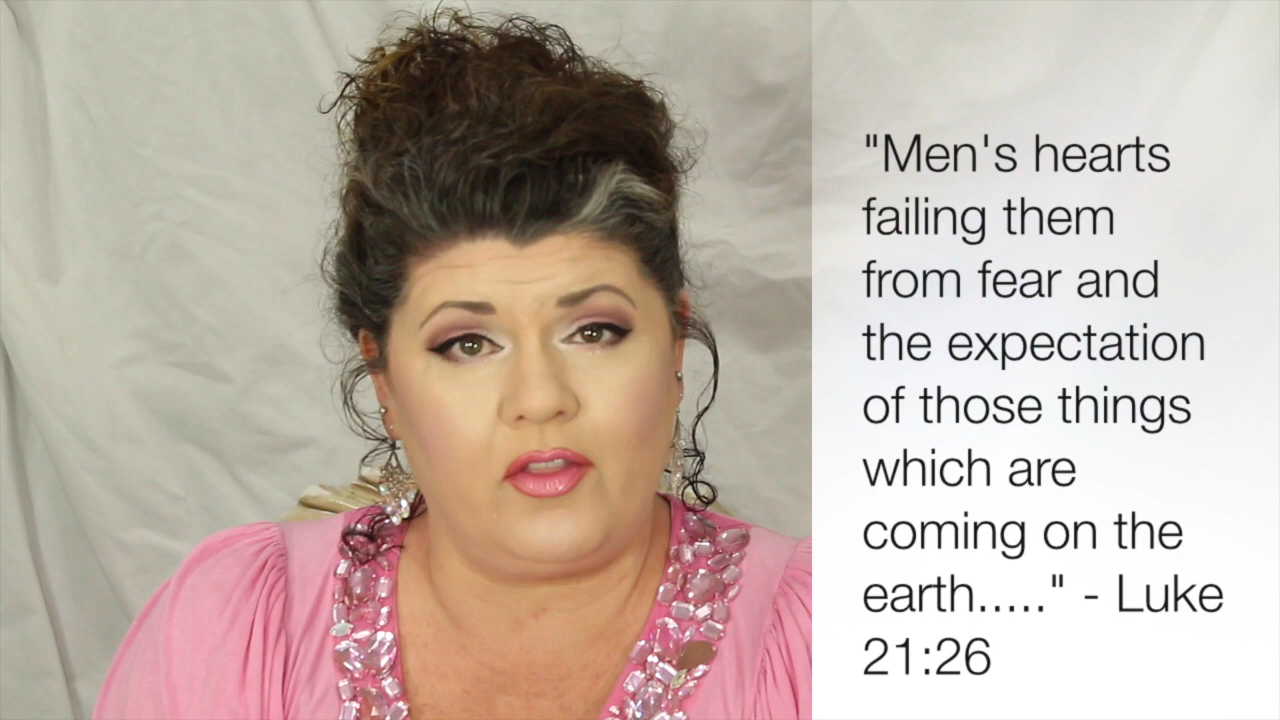 "Men's hearts
failing them
from fear and
the expectation
of those things
which are
coming on the
earth....." - Luke
21:26